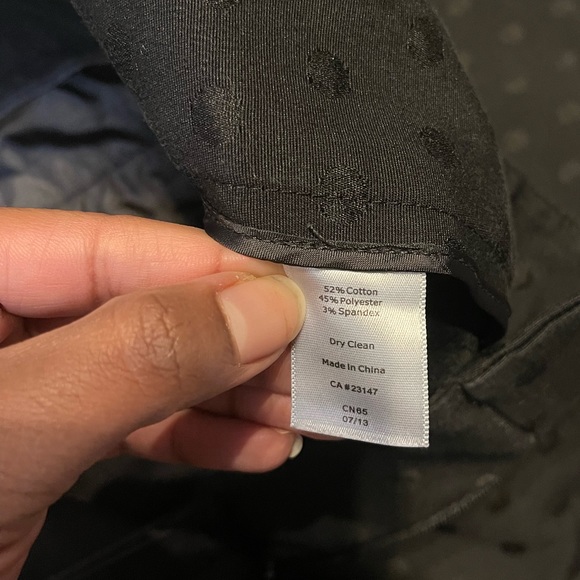 52% Cotton
45% Polyester
3% Spandex
Dry Clean
Made in China
CA # 23147
CN65
07/13